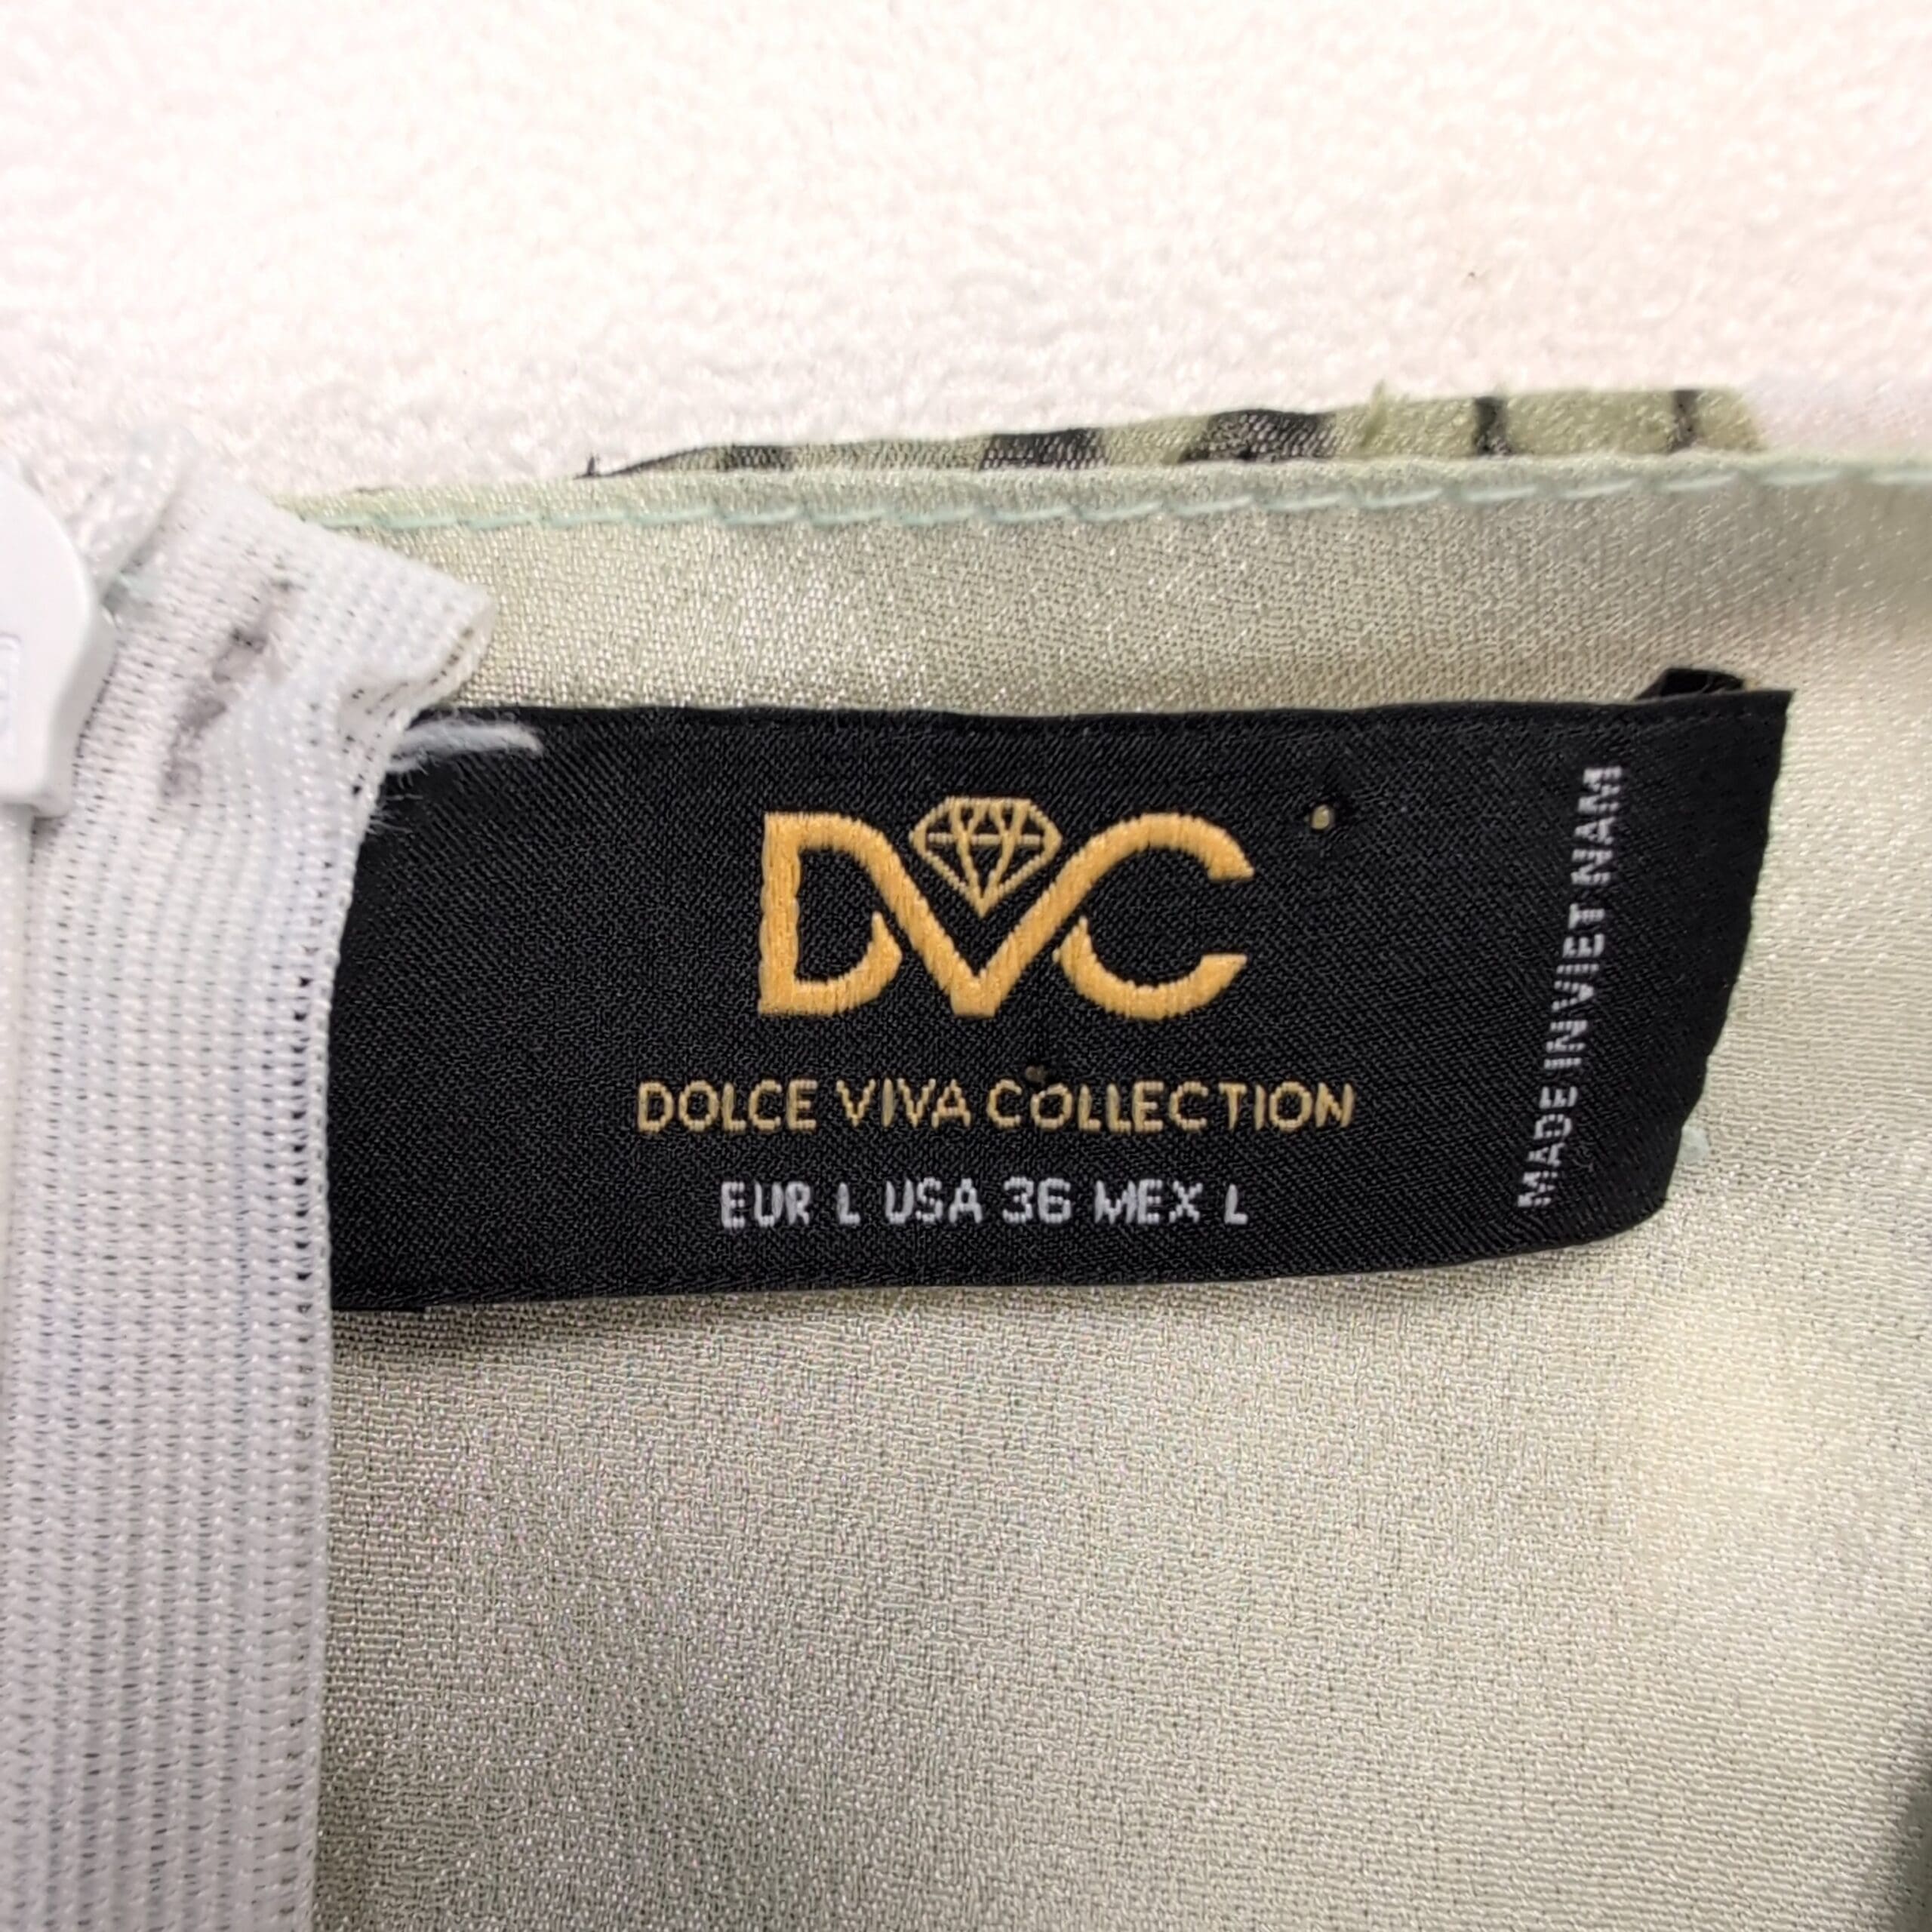 DVC
DOLCE VIVA COLLECTION
EUR L USA 36 MEX L
MADE IN VIET NAM